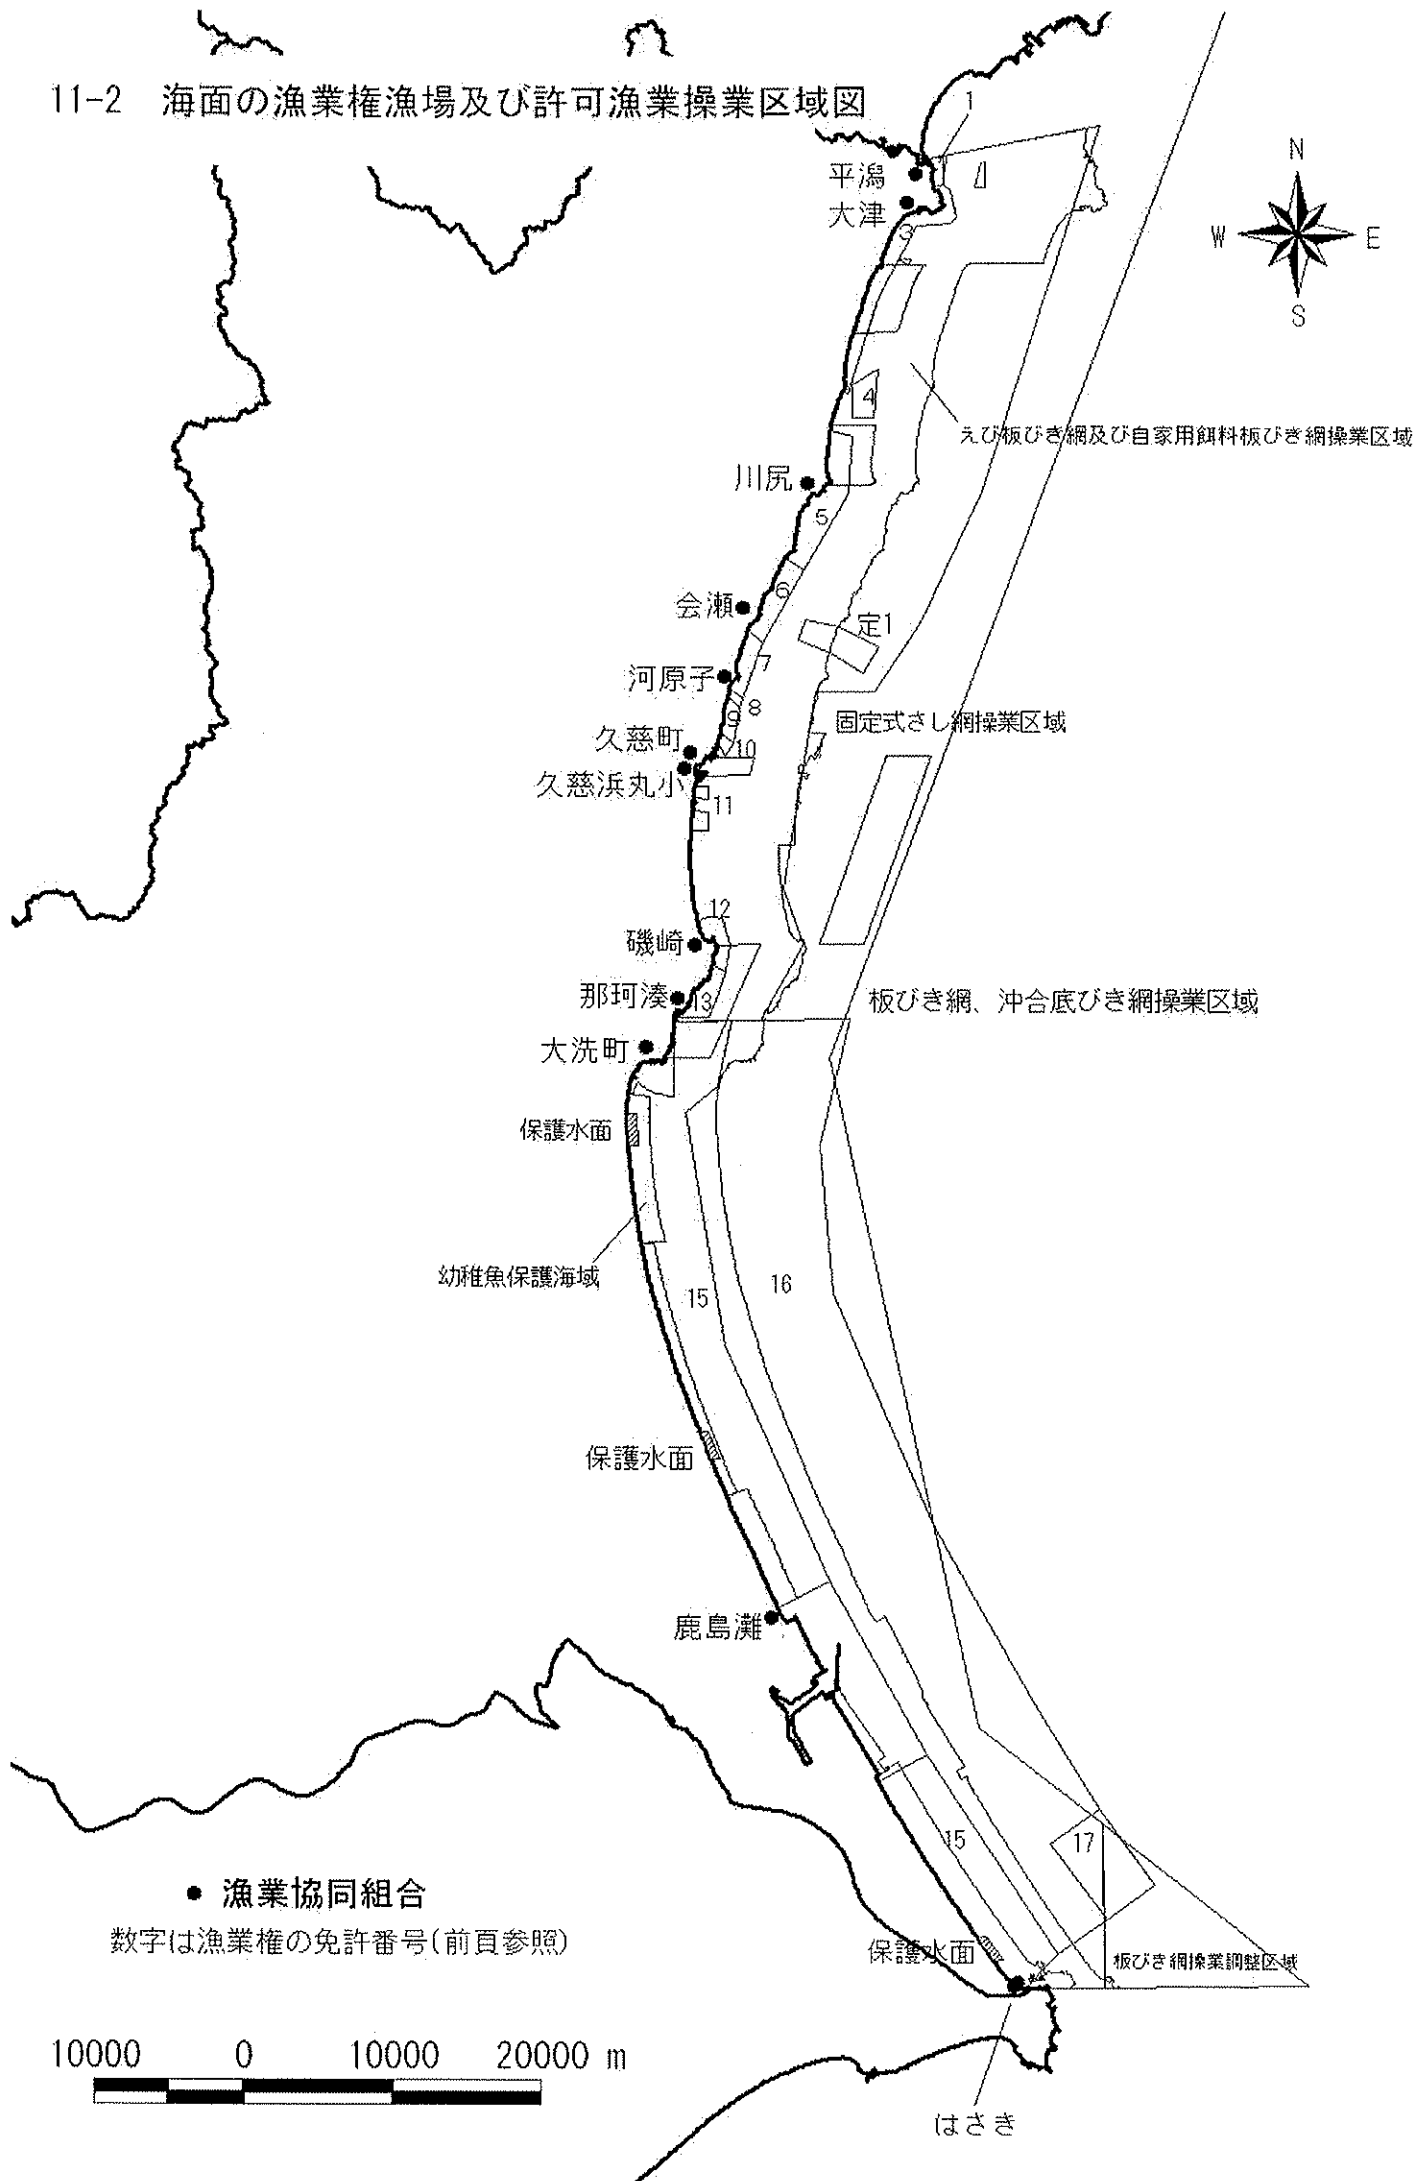 11-2 海面の漁業権漁場及び許可漁業操業区域図
1
平潟
大津
N
W
E
S
3
4
えび板びき網及び自家用餌料板びき網操業区域
川尻
5
6
会瀬
定1
7
河原子
8
9
固定式さし網操業区域
久慈町
10
久慈浜丸小
11
12
磯崎
那珂湊
13
板びき網、沖合底びき網操業区域
大洗町
保護水面
幼稚魚保護海域
15
16
保護水面
鹿島灘
15
17
● 漁業協同組合
数字は漁業権の免許番号(前頁参照)
保護水面
板びき網操業調整区域
10000 0 10000 20000 m
はさき